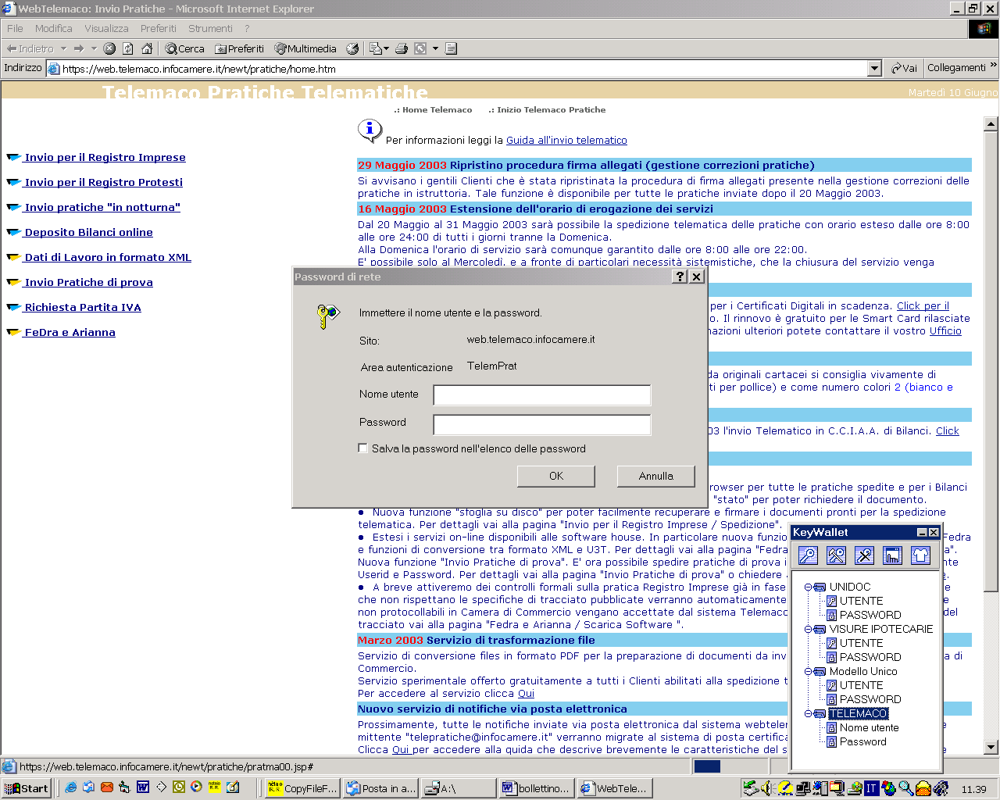 WebTelemaco: Invio Pratiche - Microsoft Internet Explorer
File Modifica Visualizza Preferiti Strumenti ?
Indietro Cerca Preferiti Multimedia
Indirizzo https://web.telemaco.infocamere.it/newt/pratiche/home.htm Vai Collegamenti »
Telemaco Pratiche Telematiche
Martedì 10 Giugno
.: Home Telemaco .: Inizio Telemaco Pratiche
Per informazioni leggi la Guida all'invio telematico
Invio per il Registro Imprese
Invio per il Registro Protesti
Invio pratiche "in notturna"
Deposito Bilanci online
Dati di Lavoro in formato XML
Invio Pratiche di prova
Richiesta Partita IVA
FeDra e Arianna
29 Maggio 2003 Ripristino procedura firma allegati (gestione correzioni pratiche)
Si avvisano i gentili Clienti che è stata ripristinata la procedura di firma allegati presente nella gestione correzioni delle
pratiche in istruttoria. Tale funzione è disponibile per tutte le pratiche inviate dopo il 20 Maggio 2003.
16 Maggio 2003 Estensione dell'orario di erogazione dei servizi
Dal 20 Maggio al 31 Maggio 2003 sarà possibile la spedizione telematica delle pratiche con orario esteso dalle ore 8:00
alle ore 24:00 di tutti i giorni tranne la Domenica.
Alla Domenica l'orario di servizio sarà comunque garantito dalle ore 8:00 alle ore 22:00.
E' possibile solo al Mercoledì, e a fronte di particolari necessità sistemistiche, che la chiusura del servizio venga
per i Certificati Digitali in scadenza. Click per il
o. Il rinnovo è gratuito per le Smart Card rilasciate
nazioni ulteriori potete contattare il vostro Ufficio
da originali cartacei si consiglia vivamente di
ti per pollice) e come numero colori 2 (bianco e
03 l'invio Telematico in C.C.I.A.A. di Bilanci. Click
rowser per tutte le pratiche spedite e per i Bilanci
"stato" per poter richiedere il documento.
Password di rete
Immettere il nome utente e la password.
Sito: web.telemaco.infocamere.it
Area autenticazione TelemPrat
Nome utente
Password
Salva la password nell'elenco delle password
OK Annulla
● Nuova funzione "sfoglia su disco" per poter facilmente recuperare e firmare i documenti pronti per la spedizione
telematica. Per dettagli vai alla pagina "Invio per il Registro Imprese / Spedizione".
● Estesi i servizi on-line disponibili alle software house. In particolare nuova funzio Fedra
e funzioni di conversione tra formato XML e U3T. Per dettagli vai alla pagina "Fedra a".
Nuova funzione "Invio Pratiche di prova". E' ora possibile spedire pratiche di prova i nte
Userid e Password. Per dettagli vai alla pagina "Invio Pratiche di prova" o chiedere e.
● A breve attiveremo dei controlli formali sulla pratica Registro Imprese già in fase e
che non rispettano le specifiche di tracciato pubblicate verranno automaticamente e
non protocollabili in Camera di Commercio vengano accettate dal sistema Telemaco del
tracciato vai alla pagina "Fedra e Arianna / Scarica Software ".
Marzo 2003 Servizio di trasformazione file
Servizio di conversione files in formato PDF per la preparazione di documenti da inv a di
Commercio.
Servizio sperimentale offerto gratuitamente a tutti i Clienti abilitati alla spedizione t
Per accedere al servizio clicca Qui
Nuovo servizio di notifiche via posta elettronica
Prossimamente, tutte le notifiche inviate via posta elettronica dal sistema webteler
mittente "telepratiche@infocamere.it" verranno migrate al sistema di posta certifica
Clicca Qui per accedere alla guida che descrive brevemente le caratteristiche del s
KeyWallet
UNIDOC
UTENTE
PASSWORD
VISURE IPOTECARIE
UTENTE
PASSWORD
Modello Unico
UTENTE
PASSWORD
TELEMACO
Nome utente
Password
https://web.telemaco.infocamere.it/newt/pratiche/pratma00.jsp#
Start CopyFileF... Posta in a... A:\ bollettino... WebTele... IT 11.39